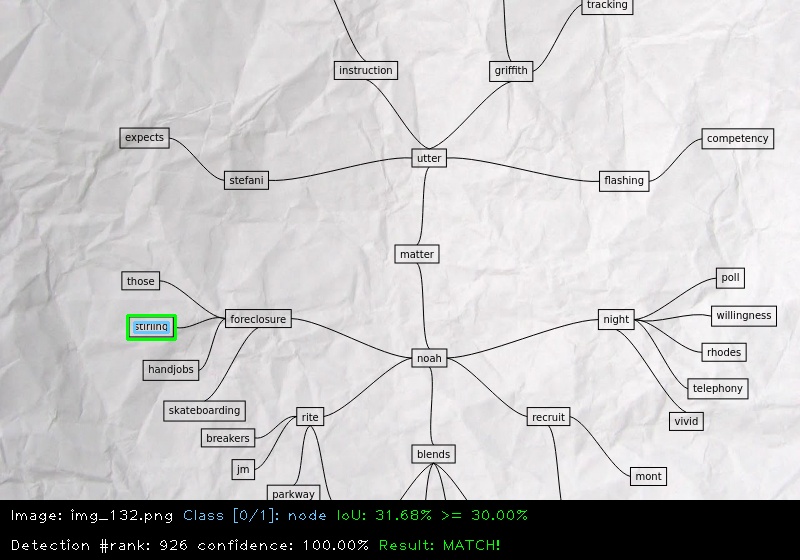 tracking
instruction
griffith
expects
competency
utter
stefani
flashing
matter
those
poll
stirling
foreclosure
night
willingness
noah
rhodes
handjobs
telephony
skateboarding
rite
recruit
vivid
breakers
blends
jm
mont
parkway
Image: img_132.png Class [0/1]: node IoU: 31.68% >= 30.00%
Detection #rank: 926 confidence: 100.00% Result: MATCH!